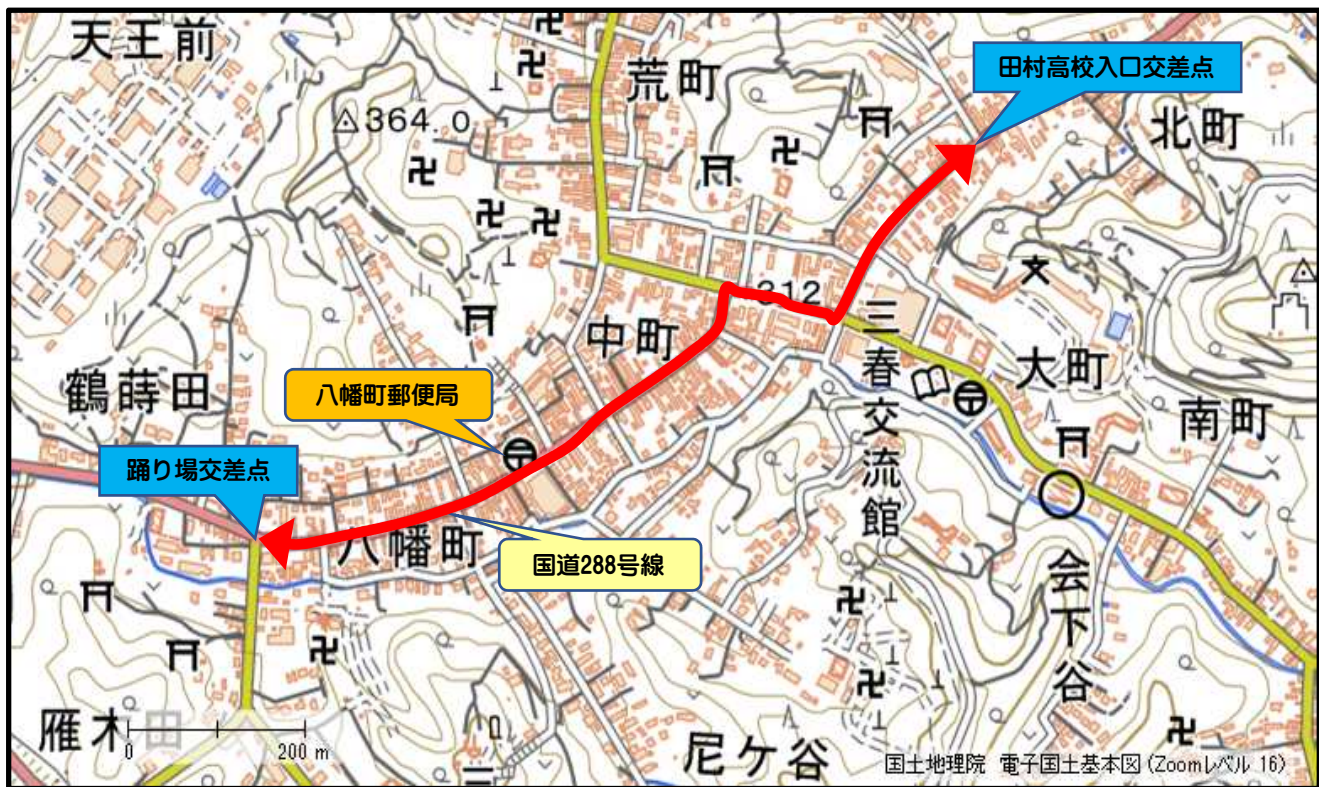 天王前
荒町
田村高校入口交差点
364.0
北町
312
中町
三春交流館
大町
南町
鶴蒔田
八幡町郵便局
踊り場交差点
八幡町
国道288号線
会下谷
雁木田
0
200 m
尼ケ谷
三
国土地理院 電子国土基本図 (Zoomレベル 16)